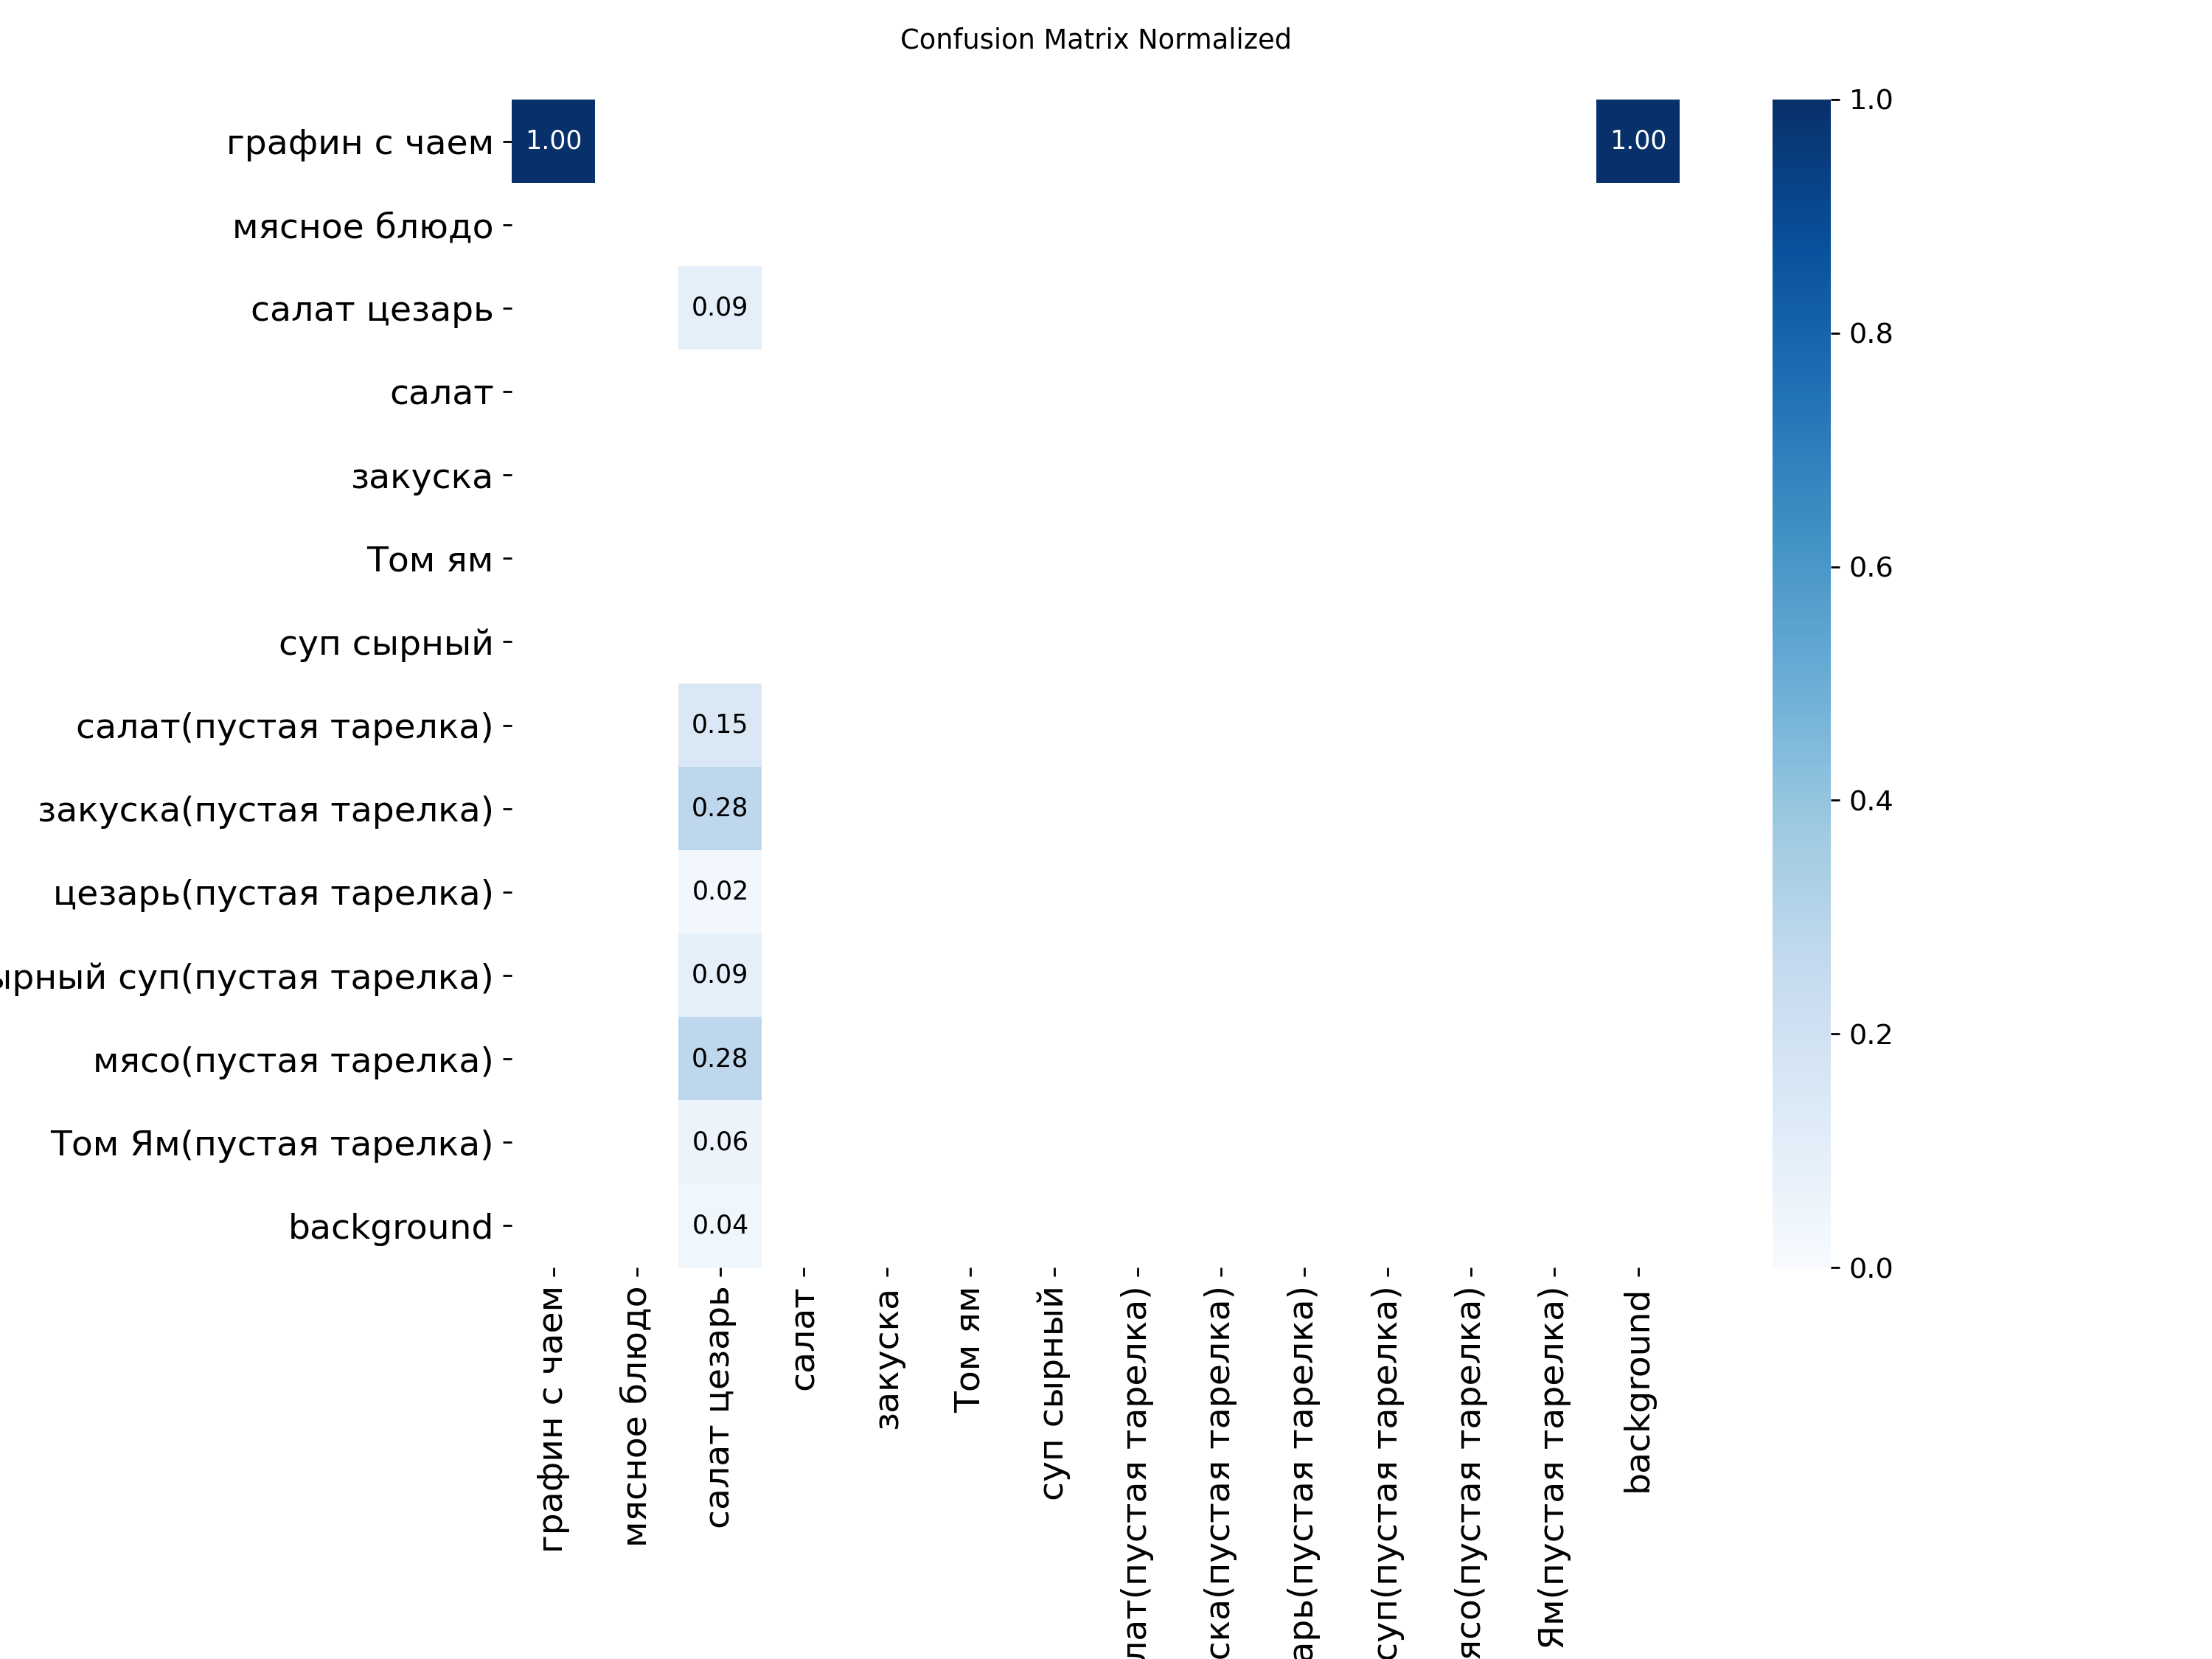 Confusion Matrix Normalized
графин с чаем
1.00
1.00
мясное блюдо
салат цезарь
0.09
салат
закуска
Том ям
суп сырный
салат(пустая тарелка)
0.15
закуска(пустая тарелка)
0.28
цезарь(пустая тарелка)
0.02
ырный суп(пустая тарелка)
0.09
мясо(пустая тарелка)
0.28
Том Ям(пустая тарелка)
0.06
background
0.04
графин с чаем
мясное блюдо
салат цезарь
салат
закуска
Том ям
суп сырный
лат(пустая тарелка)
ска(пустая тарелка)
арь(пустая тарелка)
суп(пустая тарелка)
ясо(пустая тарелка)
Ям(пустая тарелка)
background
1.0
0.8
0.6
0.4
0.2
0.0